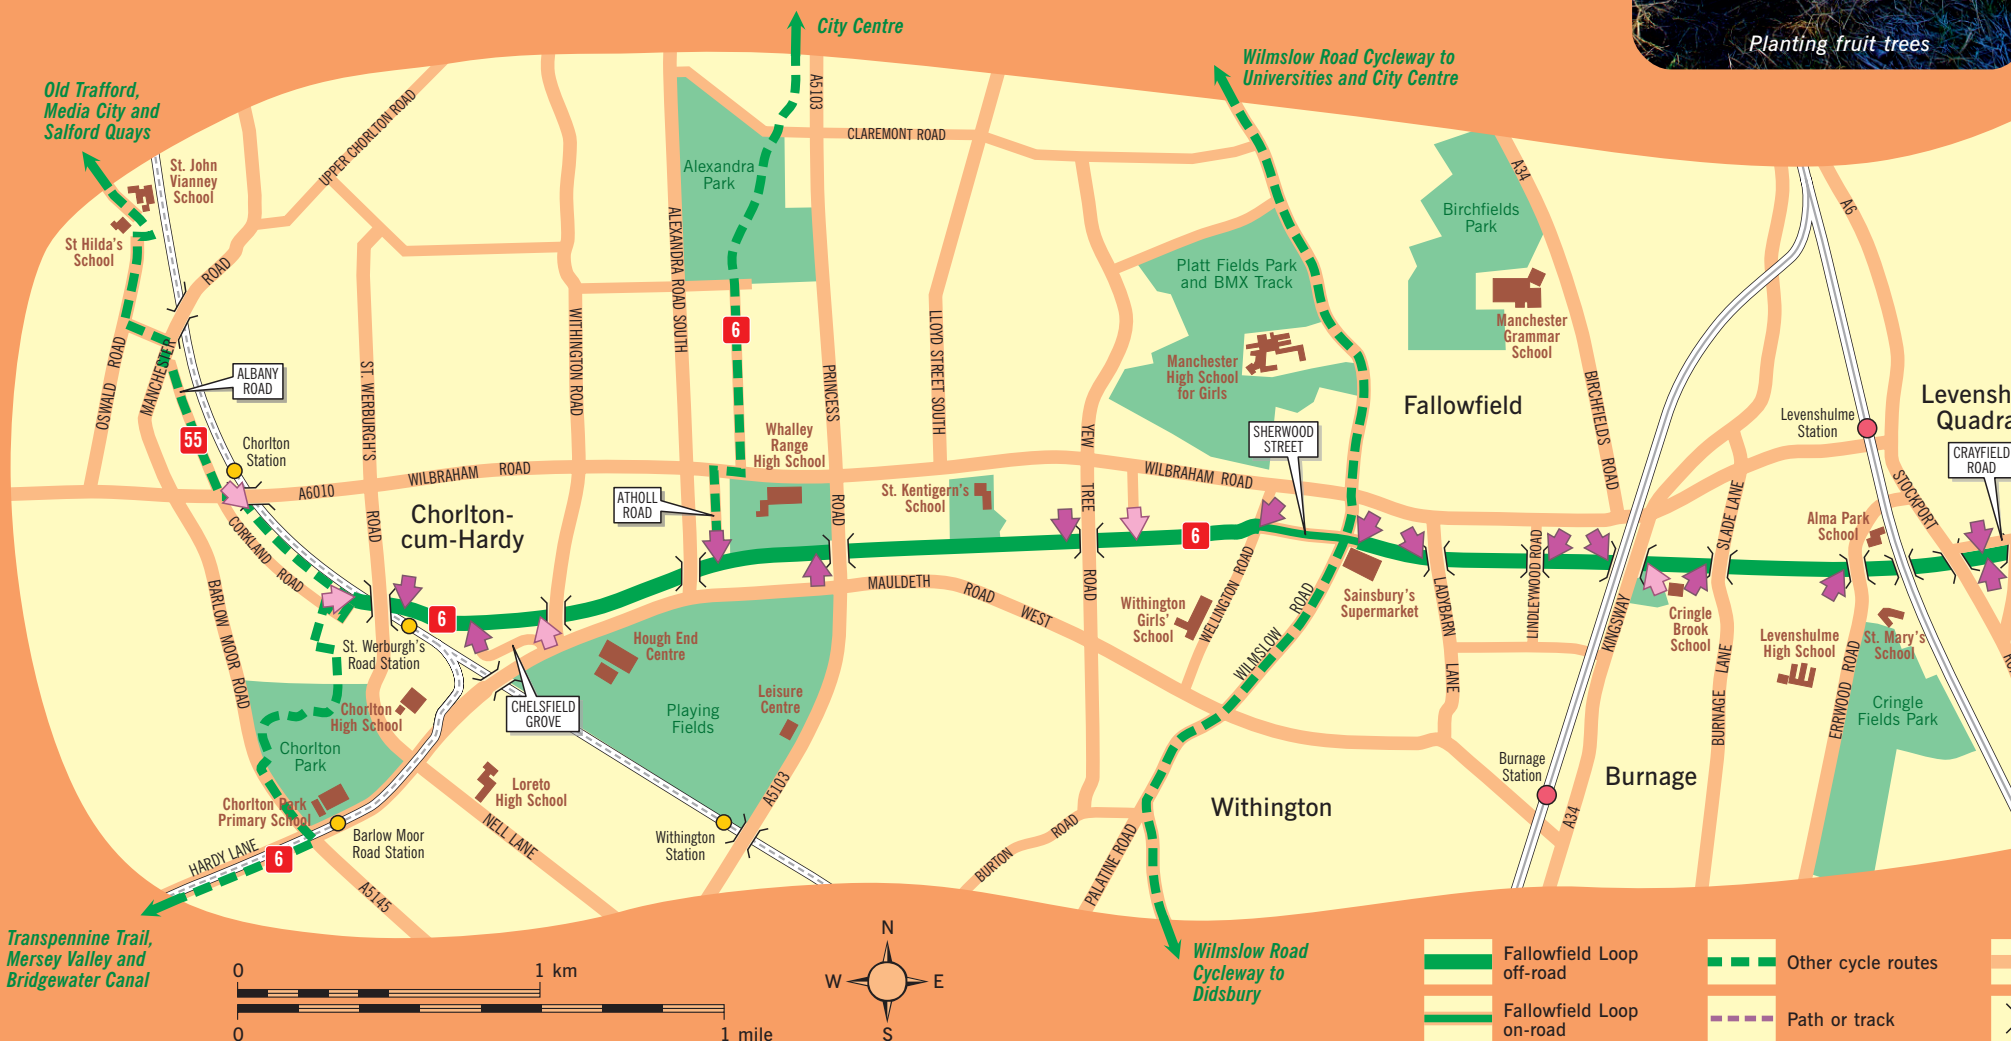 Planting fruit trees
City Centre
Wilmslow Road Cycleway to
Universities and City Centre
Old Trafford,
Media City and
Salford Quays
St. John
Vianney
School
St Hilda's
School
UPPER CHORLTON ROAD
A5103
CLAREMONT ROAD
Alexandra
Park
A34
Birchfields
Park
A6
ROAD
ALEXANDRA ROAD SOUTH
Platt Fields Park
and BMX Track
Manchester
Grammar
School
6
LLOYD STREET SOUTH
WITHINGTON ROAD
OSWALD ROAD
MANCHESTER
ALBANY
ROAD
ST. WERBURGH'S
ROAD
PRINCESS
ROAD
Manchester
High School
for Girls
BIRCHFIELDS ROAD
Fallowfield
Levenshulme
Station
Levensh
Quadra
CRAYFIELD
ROAD
55
Chorlton
Station
Whalley
Range
High School
YEW
TREE
ROAD
SHERWOOD
STREET
A6010
WILBRAHAM ROAD
WILBRAHAM ROAD
Chorlton-
cum-Hardy
ATHOLL
ROAD
St. Kentigern's
School
STOCKPORT
SLADE LANE
Alma Park
School
CORKLAND ROAD
6
BARLOW MOOR ROAD
MAULDETH ROAD WEST
6
St. Werburgh's
Road Station
Hough End
Centre
Withington
Girls'
School
WELLINGTON ROAD
WILMSLOW ROAD
Sainsbury's
Supermarket
LADYBARN LANE
LINDLEYWOOD ROAD
KINGSWAY
Cringle
Brook
School
Levenshulme
High School
St. Mary's
School
BURNAGE LANE
ERRWOOD ROAD
Chorlton
High School
CHELSFIELD
GROVE
Playing
Fields
Leisure
Centre
Cringle
Fields Park
Chorlton
Park
Chorlton Park
Primary School
Loreto
High School
NELL LANE
A5103
Burnage
Station
Burnage
Withington
Barlow Moor
Road Station
Withington
Station
HARDY LANE
6
A5145
BURTON ROAD
PALATINE ROAD
A34
Transpennine Trail,
Mersey Valley and
Bridgewater Canal
Wilmslow Road
Cycleway to
Didsbury
0 1 km
0 1 mile
N
W E
S
Fallowfield Loop
off-road
Fallowfield Loop
on-road
Other cycle routes
Path or track